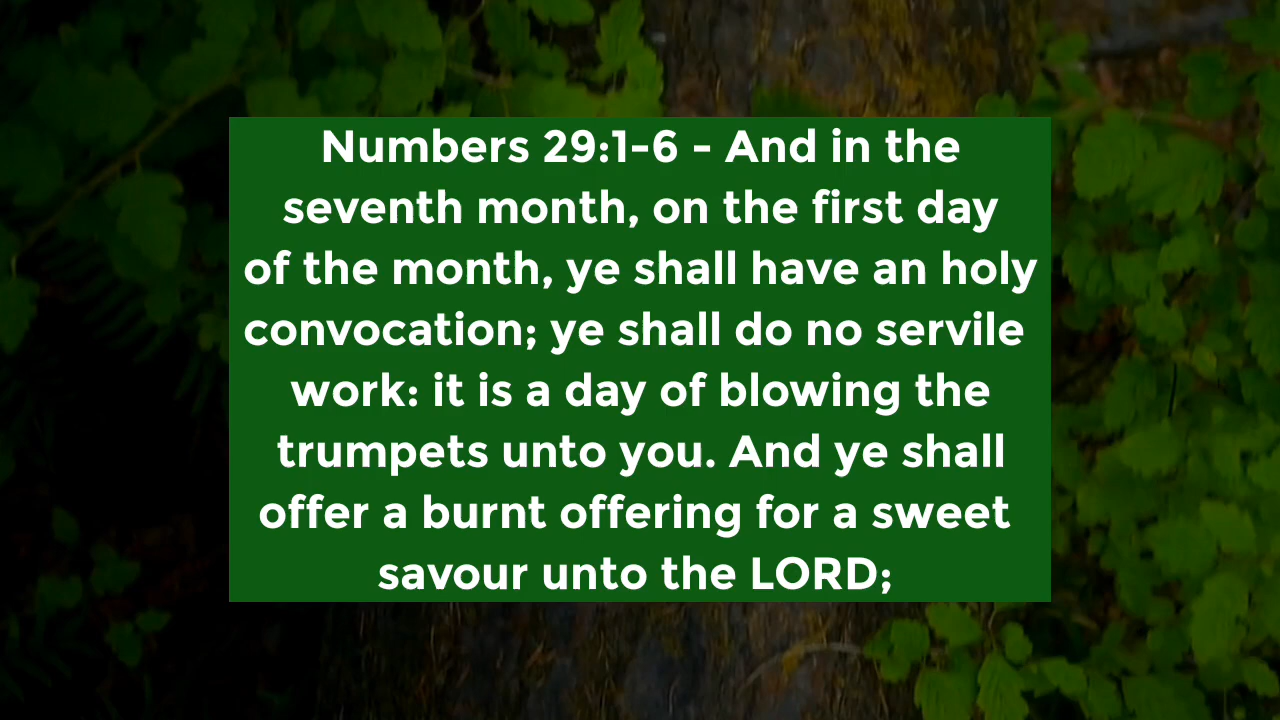 Numbers 29:1-6 - And in the
seventh month, on the first day
of the month, ye shall have an holy
convocation; ye shall do no servile
work: it is a day of blowing the
trumpets unto you. And ye shall
offer a burnt offering for a sweet
savour unto the LORD;